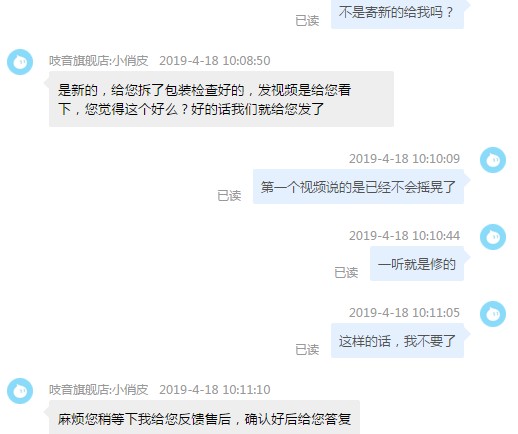 不是寄新的给我吗？
已读
吱音旗舰店:小俏皮 2019-4-18 10:08:50
是新的，给您拆了包装检查好的，发视频是给您看
下，您觉得这个好么？好的话我们就给您发了
2019-4-18 10:10:09
第一个视频说的是已经不会摇晃了
已读
2019-4-18 10:10:44
一听就是修的
已读
2019-4-18 10:11:05
这样的话，我不要了
已读
吱音旗舰店:小俏皮 2019-4-18 10:11:10
麻烦您稍等下我给您反馈售后，确认好后给您答复